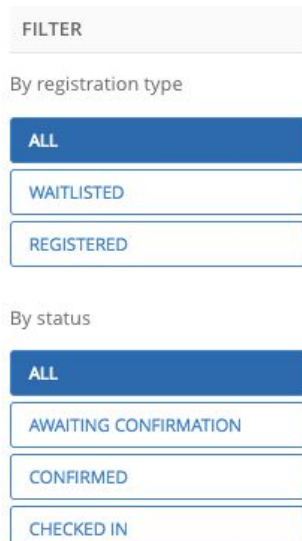 FILTER
By registration type
ALL
WAITLISTED
REGISTERED
By status
ALL
AWAITING CONFIRMATION
CONFIRMED
CHECKED IN